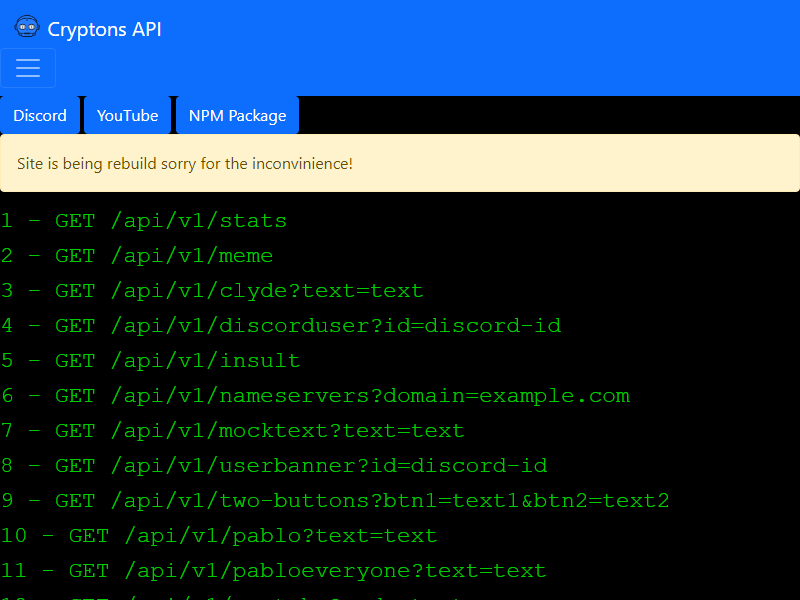 Cryptons API
Discord YouTube NPM Package
Site is being rebuild sorry for the inconvinience!
1 - GET /api/v1/stats
2 - GET /api/v1/meme
3 - GET /api/v1/clyde?text=text
4 - GET /api/v1/discorduser?id=discord-id
5 - GET /api/v1/insult
6 - GET /api/v1/nameservers?domain=example.com
7 - GET /api/v1/mocktext?text=text
8 - GET /api/v1/userbanner?id=discord-id
9 - GET /api/v1/two-buttons?btn1=text1&btn2=text2
10 - GET /api/v1/pablo?text=text
11 - GET /api/v1/pabloeveryone?text=text